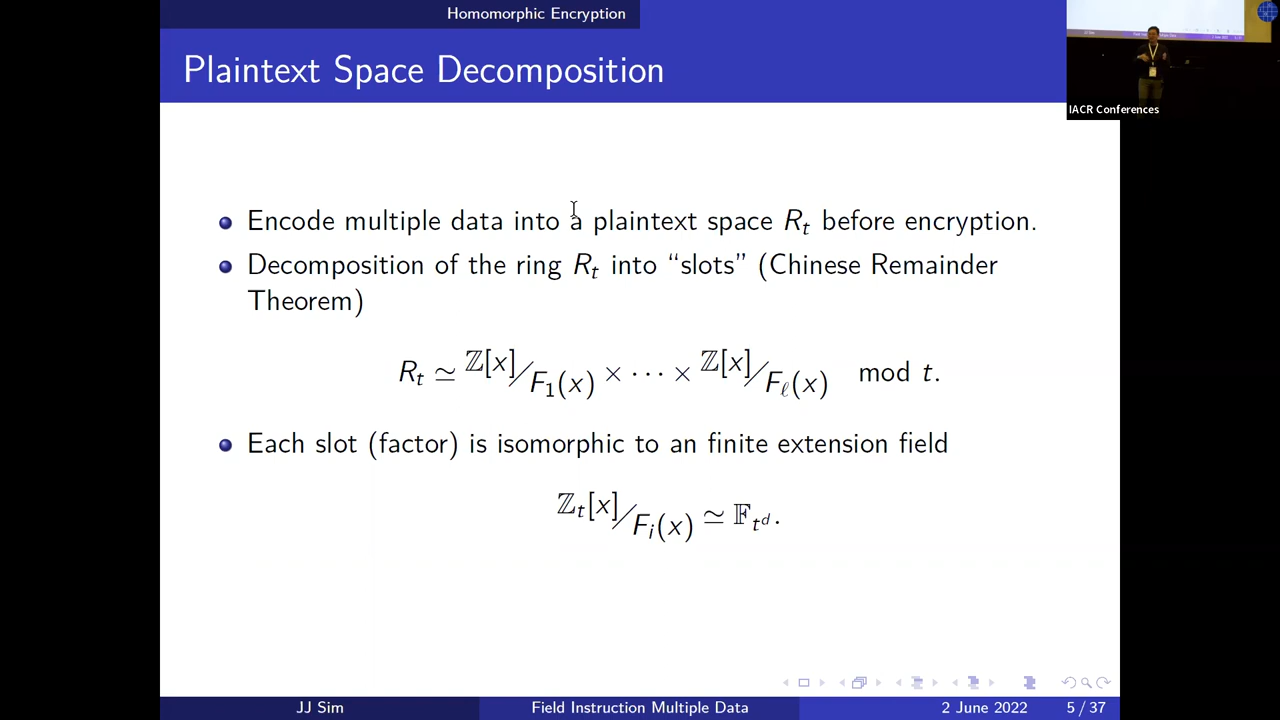 Homomorphic Encryption
Plaintext Space Decomposition
IACR Conferences
Encode multiple data into a plaintext space R_t before encryption.
Decomposition of the ring R_t into “slots” (Chinese Remainder
Theorem)
R_t ≃ ℤ[x]/F_1(x) × ⋯ × ℤ[x]/F_ℓ(x) mod t.
Each slot (factor) is isomorphic to an finite extension field
ℤ_t[x]/F_i(x) ≃ 𝔽_{t^d}.
JJ Sim Field Instruction Multiple Data 2 June 2022 5 / 37